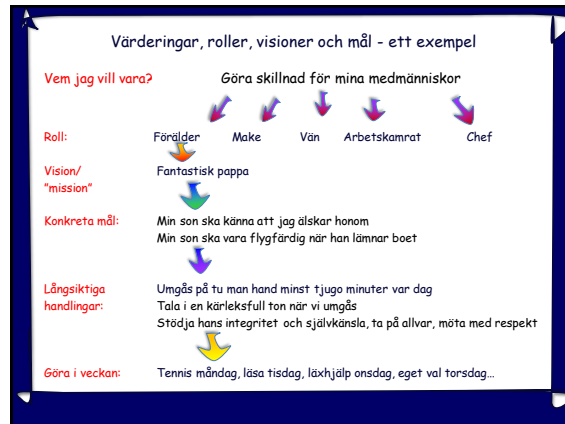 Värderingar, roller, visioner och mål - ett exempel
Vem jag vill vara? Göra skillnad för mina medmänniskor
Roll: Förälder Make Vän Arbetskamrat Chef
Vision/ Fantastisk pappa
"mission"
Konkreta mål: Min son ska känna att jag älskar honom
Min son ska vara flygfärdig när han lämnar boet
Långsiktiga Umgås på tu man hand minst tjugo minuter var dag
handlingar: Tala i en kärleksfull ton när vi umgås
Stödja hans integritet och självkänsla, ta på allvar, möta med respekt
Göra i veckan: Tennis måndag, läsa tisdag, läxhjälp onsdag, eget val torsdag…